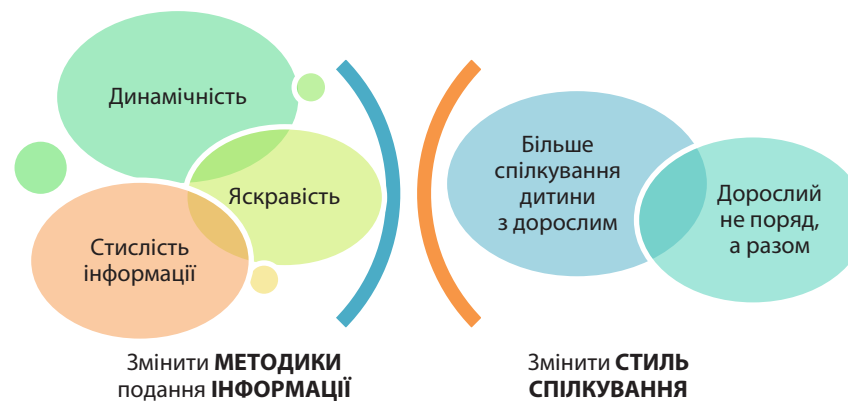 Динамічність
Яскравість
Стислість
інформації
Змінити МЕТОДИКИ
подання ІНФОРМАЦІЇ
Більше
спілкування
дитини
з дорослим
Дорослий
не поряд,
а разом
Змінити СТИЛЬ
СПІЛКУВАННЯ